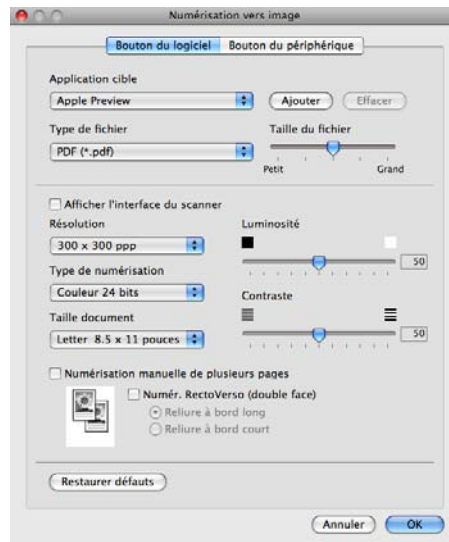 Numérisation vers image
Bouton du logiciel Bouton du périphérique
Application cible
Apple Preview Ajouter Effacer
Type de fichier Taille du fichier
PDF (*.pdf)
Petit Grand
Afficher l'interface du scanner
Résolution Luminosité
300 x 300 ppp
50
Type de numérisation
Couleur 24 bits
Contraste
Taille document
Letter 8.5 x 11 pouces 50
Numérisation manuelle de plusieurs pages
Numér. RectoVerso (double face)
Reliure à bord long
Reliure à bord court
Restaurer défauts
Annuler OK